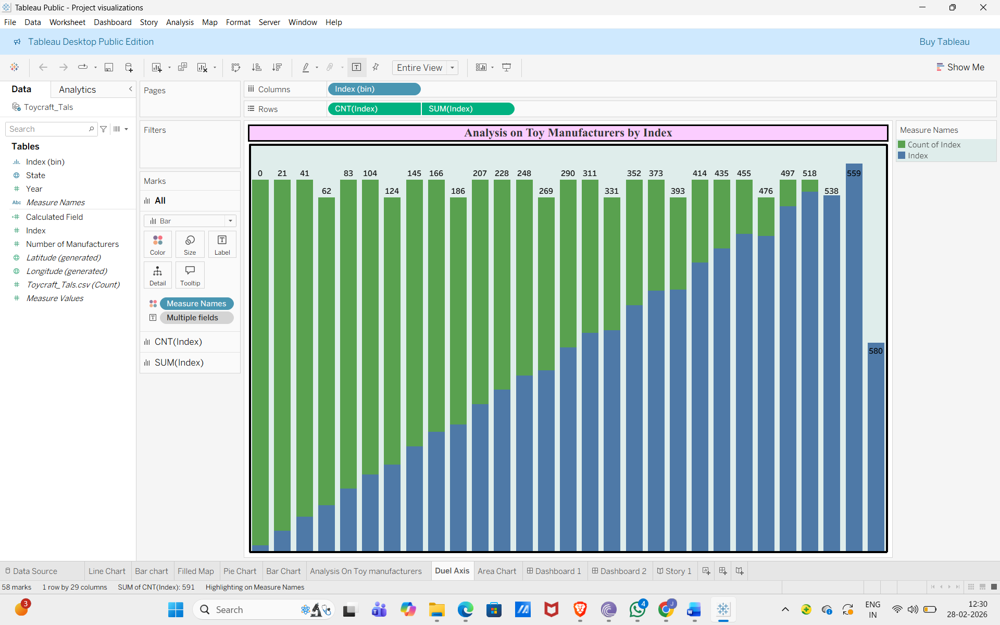 Tableau Public - Project visualizations
File Data Worksheet Dashboard Story Analysis Map Format Server Window Help
Tableau Desktop Public Edition
Buy Tableau
Entire View
Show Me
Data
Analytics
Toycraft_Tals
Search
Tables
Index (bin)
State
Year
Abc Measure Names
Calculated Field
Index
Number of Manufacturers
Latitude (generated)
Longitude (generated)
Toycraft_Tals.csv (Count)
Measure Values
Pages
Filters
Marks
All
Bar
Color Size Label
Detail Tooltip
Measure Names
Multiple fields
CNT(Index)
SUM(Index)
Columns Index (bin)
Rows CNT(Index) SUM(Index)
Analysis on Toy Manufacturers by Index
0 21 41 83 104 145 166 207 228 248 290 311 352 373 414 435 455 497 518 559
62 124 186 269 331 393 476 538
580
Measure Names
Count of Index
Index
Data Source Line Chart Bar chart Filled Map Pie Chart Bar Chart Analysis On Toy manufacturers Duel Axis Area Chart Dashboard 1 Dashboard 2 Story 1
58 marks 1 row by 29 columns SUM of CNT(Index): 591 Highlighting on Measure Names
3
Search
4
J
W
ENG
IN
12:30
28-02-2026